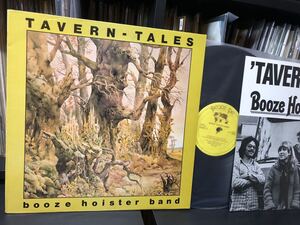 TAVERN-TALES
booze hoister band
'TAVER
Booze Ho